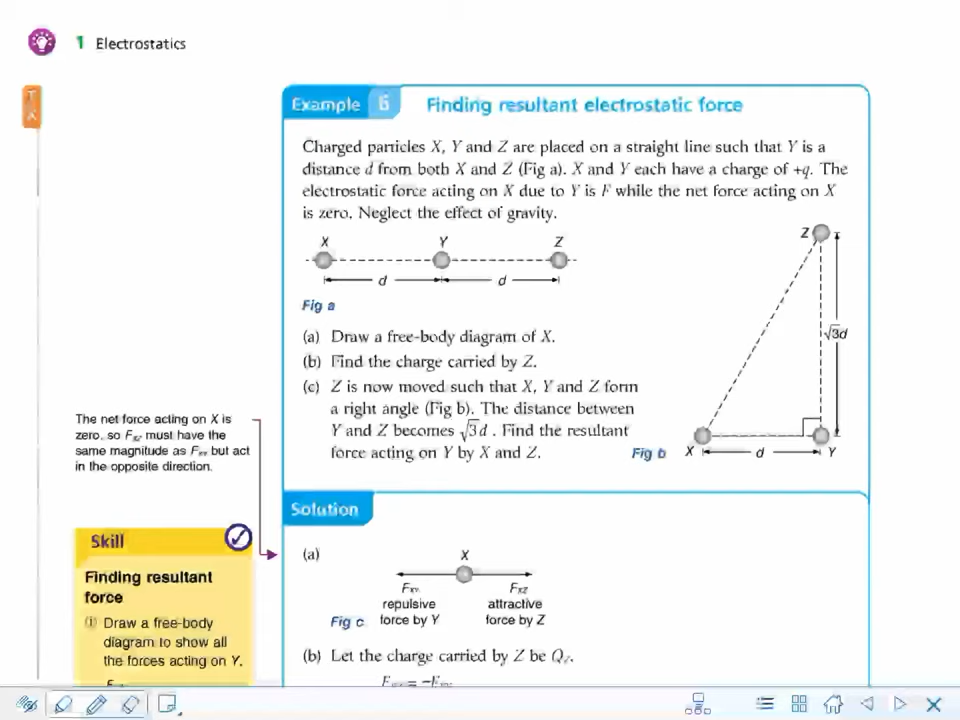 1 Electrostatics
Example 6 Finding resultant electrostatic force
Charged particles X, Y and Z are placed on a straight line such that Y is a
distance d from both X and Z (Fig a). X and Y each have a charge of +q. The
electrostatic force acting on X due to Y is F while the net force acting on X
is zero. Neglect the effect of gravity.
X Y Z
d d
Fig a
Z
√3d
X d Y
Fig b
(a) Draw a free-body diagram of X.
(b) Find the charge carried by Z.
(c) Z is now moved such that X, Y and Z form
a right angle (Fig b). The distance between
Y and Z becomes √3d . Find the resultant
force acting on Y by X and Z.
The net force acting on X is
zero, so F_XZ must have the
same magnitude as F_XY but act
in the opposite direction.
Skill
Finding resultant
force
① Draw a free-body
diagram to show all
the forces acting on Y.
Solution
(a)
X
F_XY F_XZ
repulsive attractive
force by Y force by Z
Fig c
(b) Let the charge carried by Z be Q_Z.